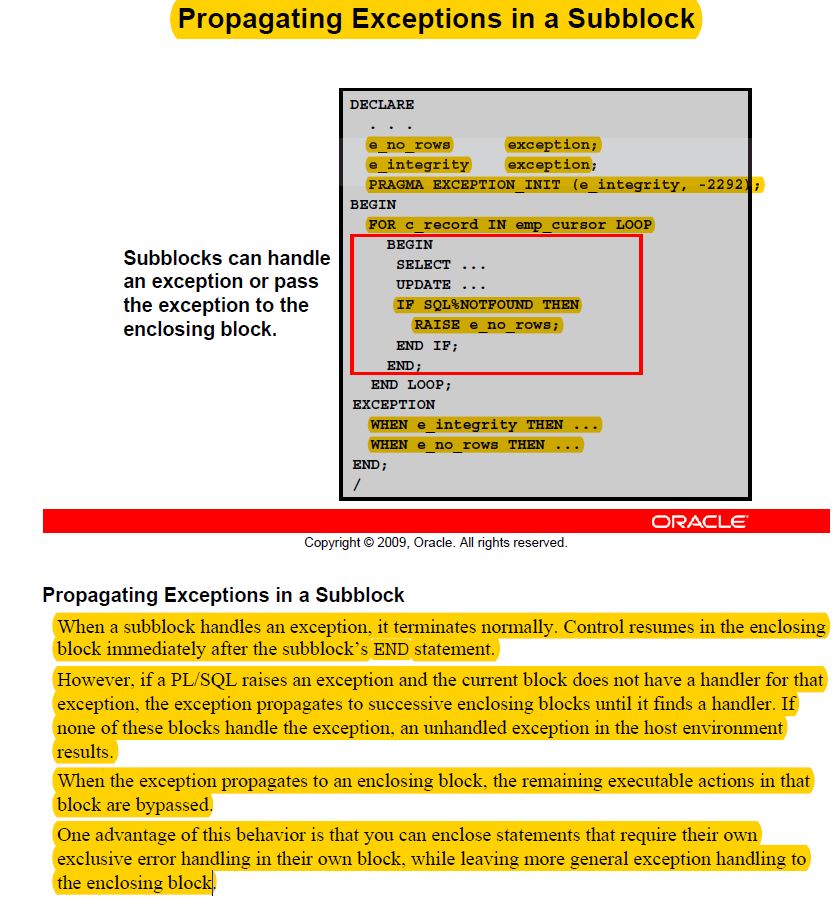 Propagating Exceptions in a Subblock
DECLARE
. . .
e_no_rows exception;
e_integrity exception;
PRAGMA EXCEPTION_INIT (e_integrity, -2292);
BEGIN
FOR c_record IN emp_cursor LOOP
BEGIN
SELECT ...
UPDATE ...
IF SQL%NOTFOUND THEN
RAISE e_no_rows;
END IF;
END;
END LOOP;
EXCEPTION
WHEN e_integrity THEN ...
WHEN e_no_rows THEN ...
END;
/
Subblocks can handle
an exception or pass
the exception to the
enclosing block.
ORACLE
Copyright © 2009, Oracle. All rights reserved.
Propagating Exceptions in a Subblock
When a subblock handles an exception, it terminates normally. Control resumes in the enclosing
block immediately after the subblock’s END statement.
However, if a PL/SQL raises an exception and the current block does not have a handler for that
exception, the exception propagates to successive enclosing blocks until it finds a handler. If
none of these blocks handle the exception, an unhandled exception in the host environment
results.
When the exception propagates to an enclosing block, the remaining executable actions in that
block are bypassed.
One advantage of this behavior is that you can enclose statements that require their own
exclusive error handling in their own block, while leaving more general exception handling to
the enclosing block.